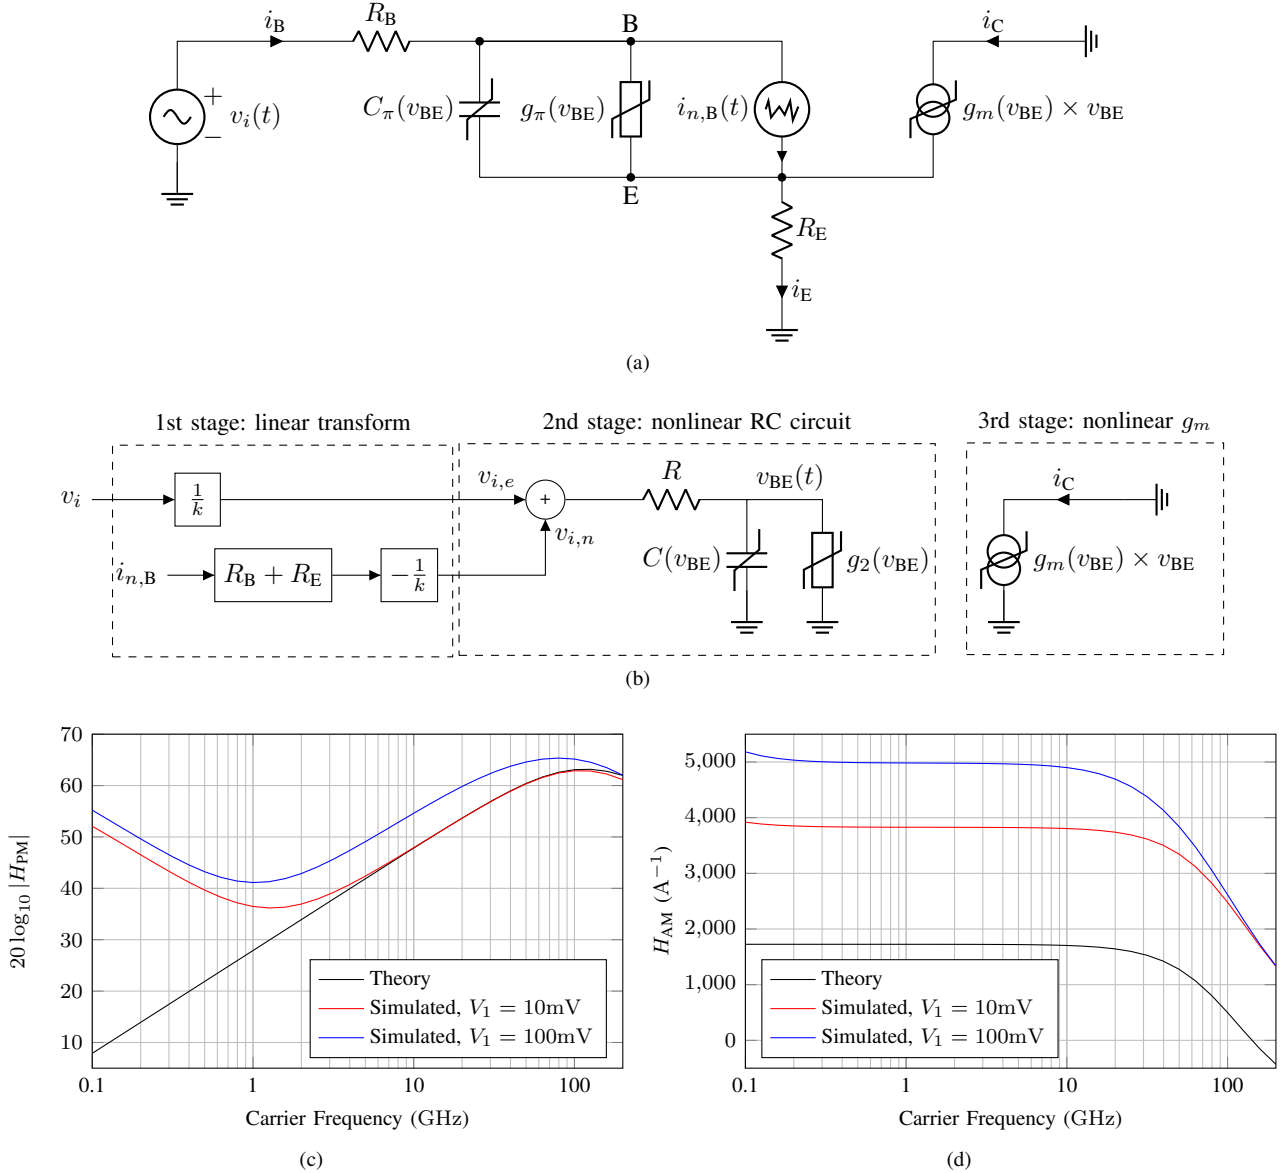 i_B R_B B i_C
+ v_i(t) − C_π(v_BE) g_π(v_BE) i_{n,B}(t) g_m(v_BE) × v_BE
E
R_E
i_E
(a)
1st stage: linear transform 2nd stage: nonlinear RC circuit 3rd stage: nonlinear g_m
v_i 1/k v_{i,e} + R v_BE(t) i_C
v_{i,n}
i_{n,B} R_B + R_E −1/k C(v_BE) g_2(v_BE) g_m(v_BE) × v_BE
(b)
70
60
50
40
30
20
10
20 log_10 |H_PM|
Theory
Simulated, V_1 = 10mV
Simulated, V_1 = 100mV
0.1 1 10 100
Carrier Frequency (GHz)
(c)
5,000
4,000
3,000
2,000
1,000
0
H_AM (A^−1)
Theory
Simulated, V_1 = 10mV
Simulated, V_1 = 100mV
0.1 1 10 100
Carrier Frequency (GHz)
(d)